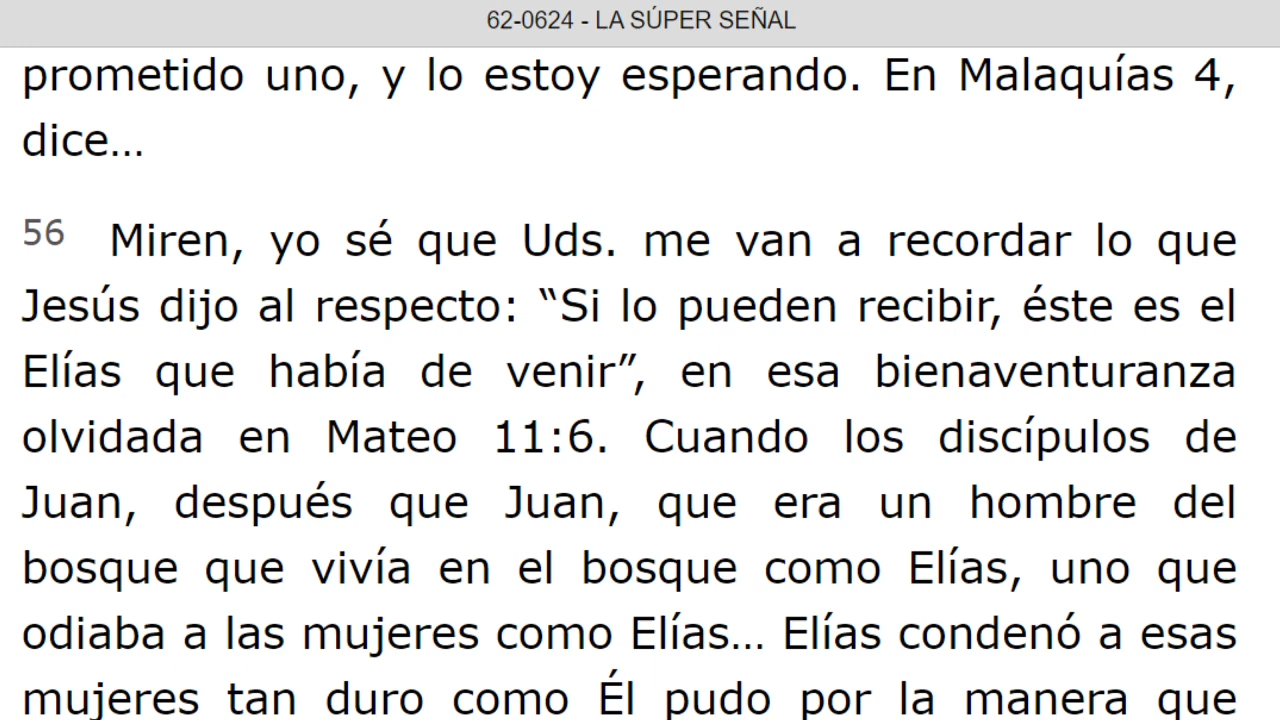 62-0624 - LA SÚPER SEÑAL
prometido uno, y lo estoy esperando. En Malaquías 4,
dice…
56 Miren, yo sé que Uds. me van a recordar lo que
Jesús dijo al respecto: “Si lo pueden recibir, éste es el
Elías que había de venir”, en esa bienaventuranza
olvidada en Mateo 11:6. Cuando los discípulos de
Juan, después que Juan, que era un hombre del
bosque que vivía en el bosque como Elías, uno que
odiaba a las mujeres como Elías… Elías condenó a esas
mujeres tan duro como Él pudo por la manera que